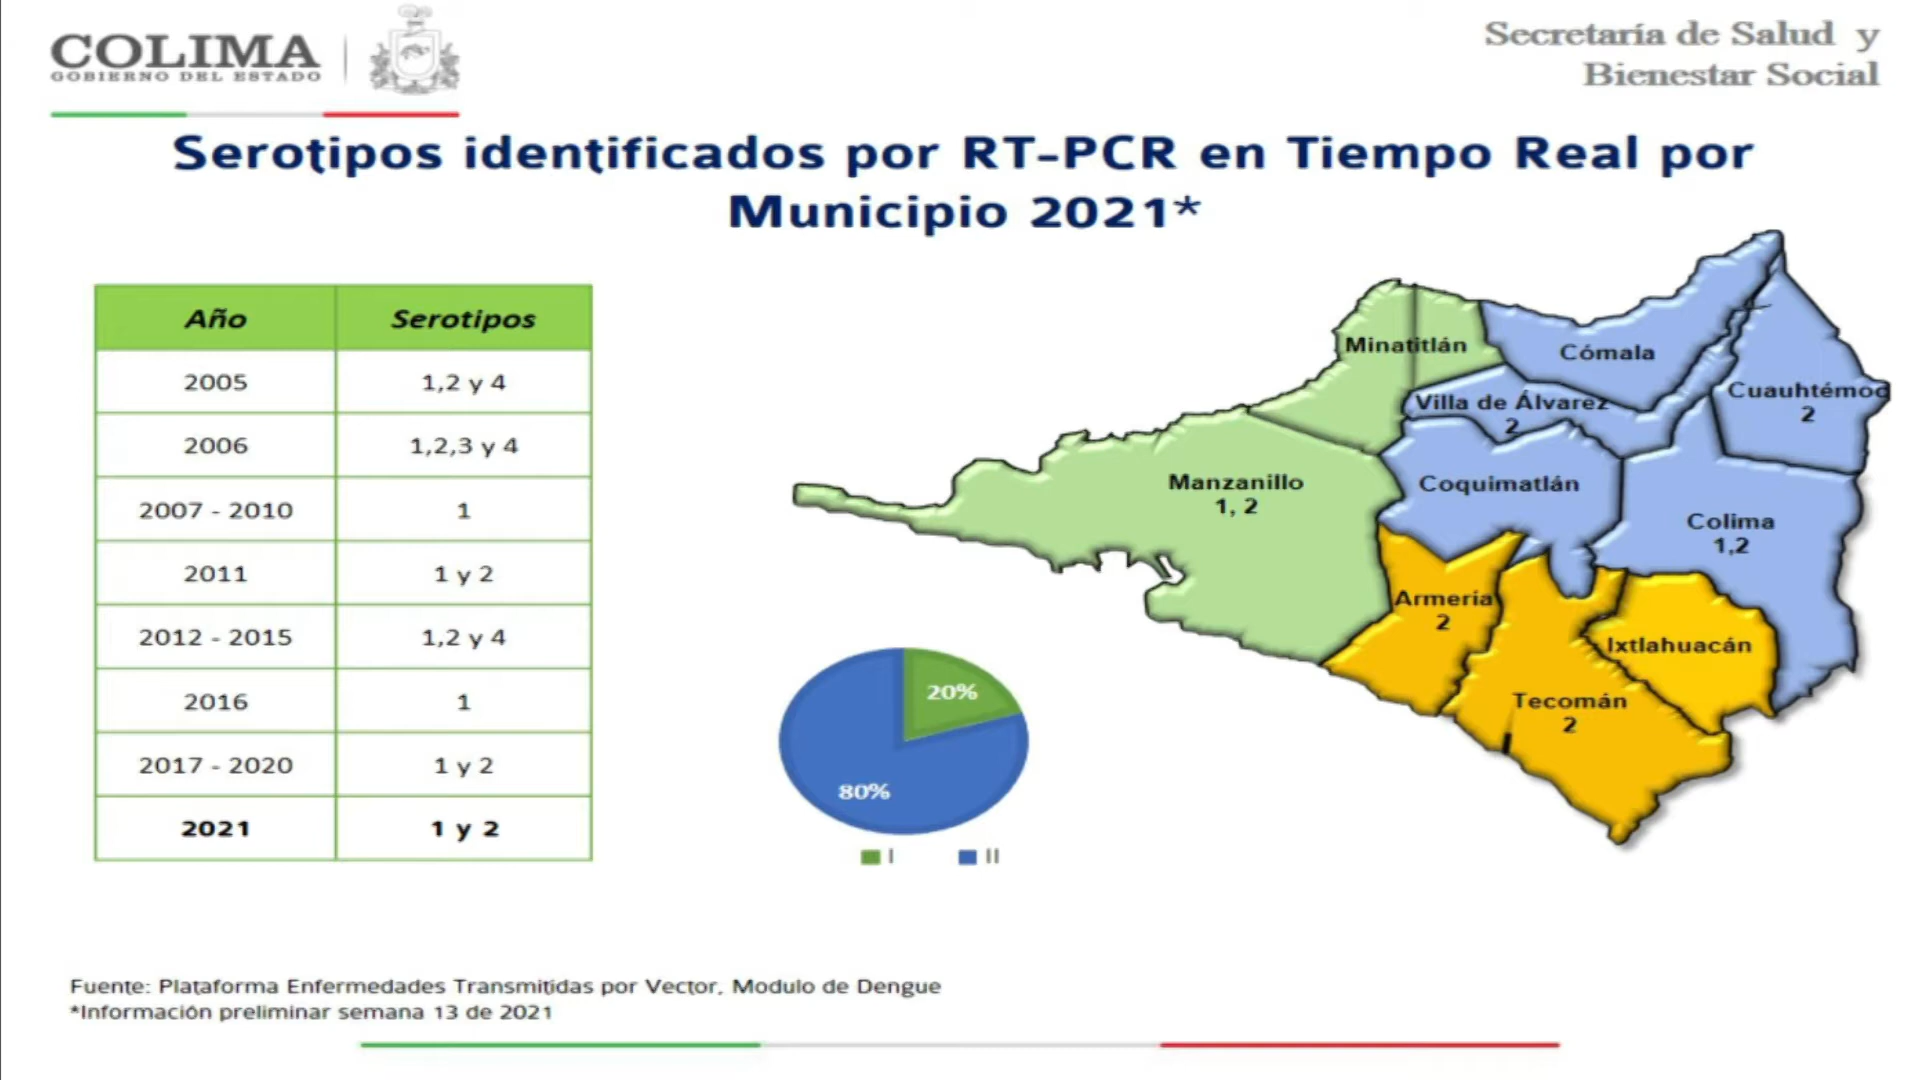 COLIMA
GOBIERNO DEL ESTADO
Secretaría de Salud y
Bienestar Social
Serotipos identificados por RT-PCR en Tiempo Real por
Municipio 2021*
Año Serotipos
2005 1,2 y 4
2006 1,2,3 y 4
2007 - 2010 1
2011 1 y 2
2012 - 2015 1,2 y 4
2016 1
2017 - 2020 1 y 2
2021 1 y 2
Minatitlán
Cómala
Cuauhtémoc
2
Villa de Álvarez
2
Manzanillo
1, 2
Coquimatlán
Colima
1,2
Armería
2
Ixtlahuacán
Tecomán
2
20%
80%
I II
Fuente: Plataforma Enfermedades Transmitidas por Vector, Modulo de Dengue
*Información preliminar semana 13 de 2021